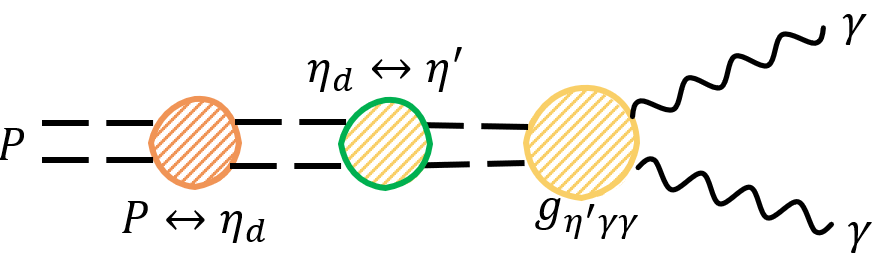 γ
η_d ↔ η′
P
P ↔ η_d
g_{η′γγ}
γ